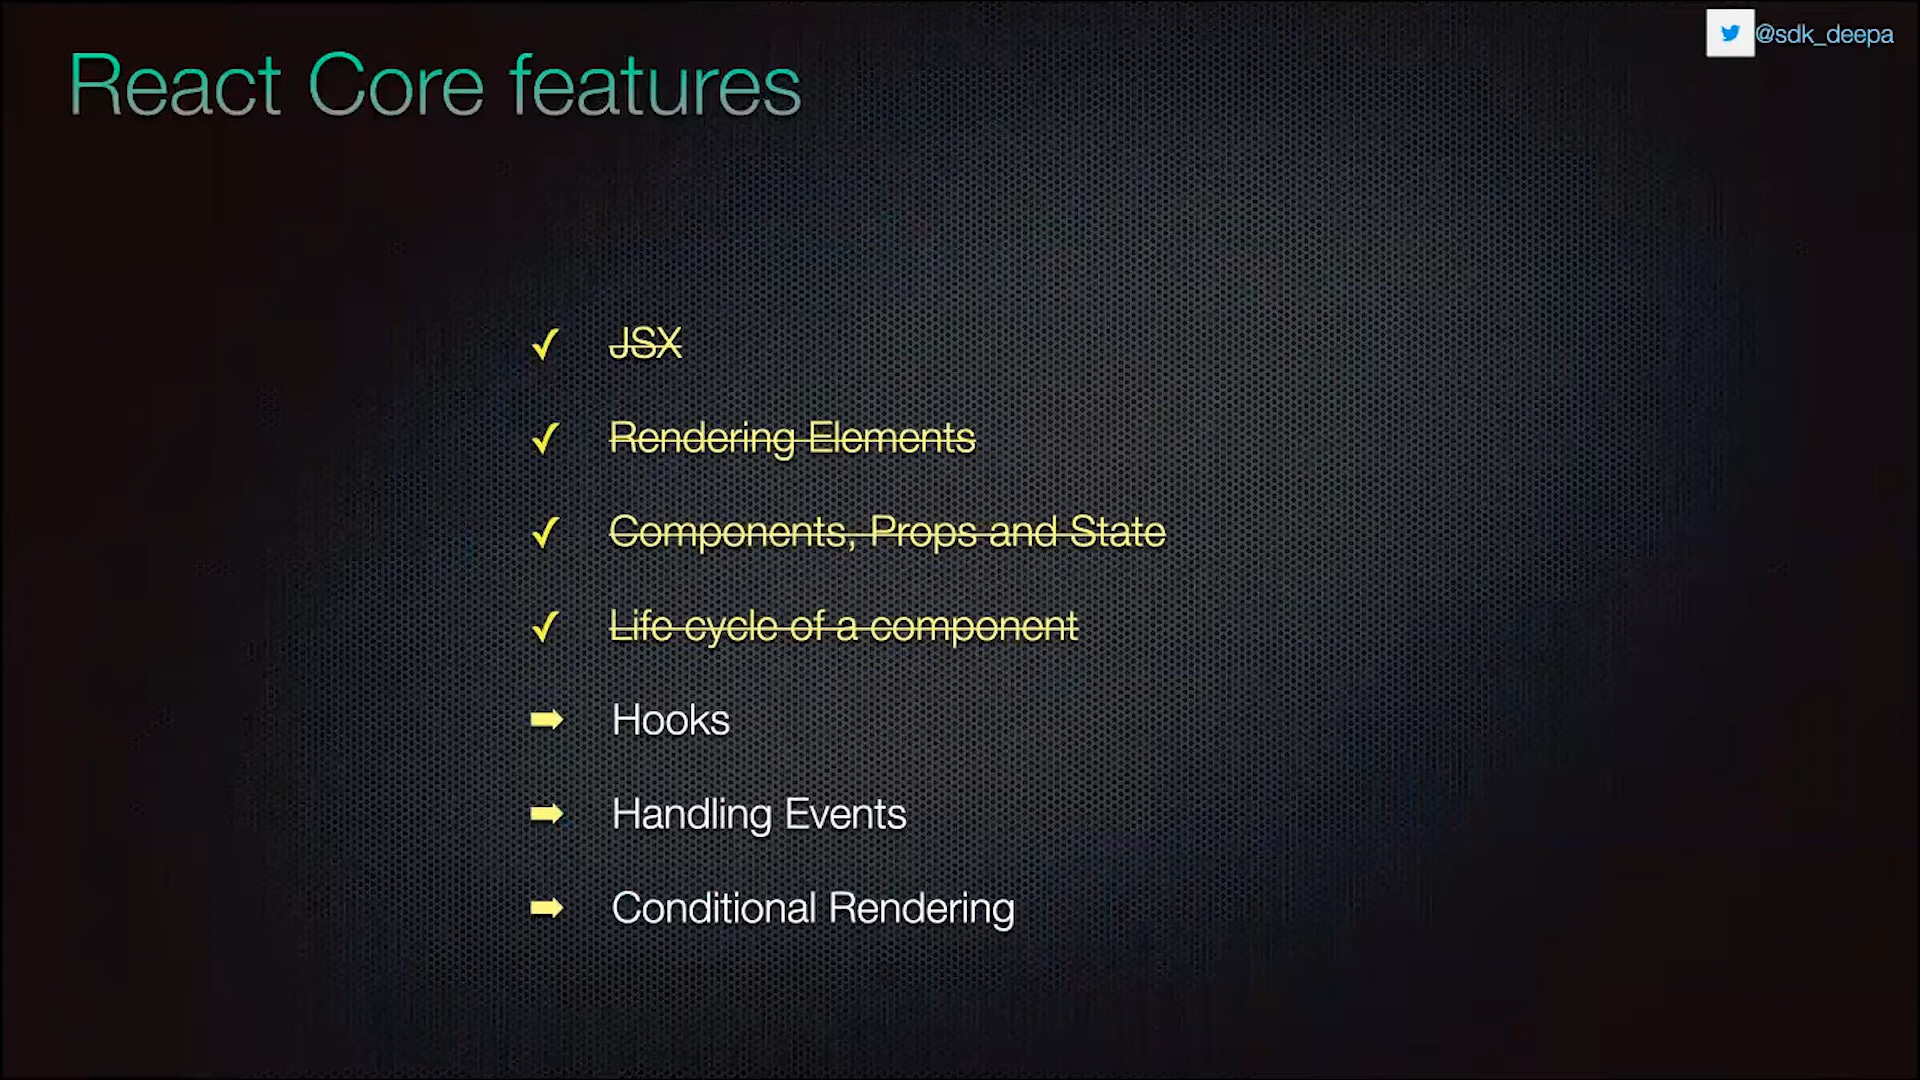 React Core features
@sdk_deepa
✓ JSX
✓ Rendering Elements
✓ Components, Props and State
✓ Life cycle of a component
➡ Hooks
➡ Handling Events
➡ Conditional Rendering